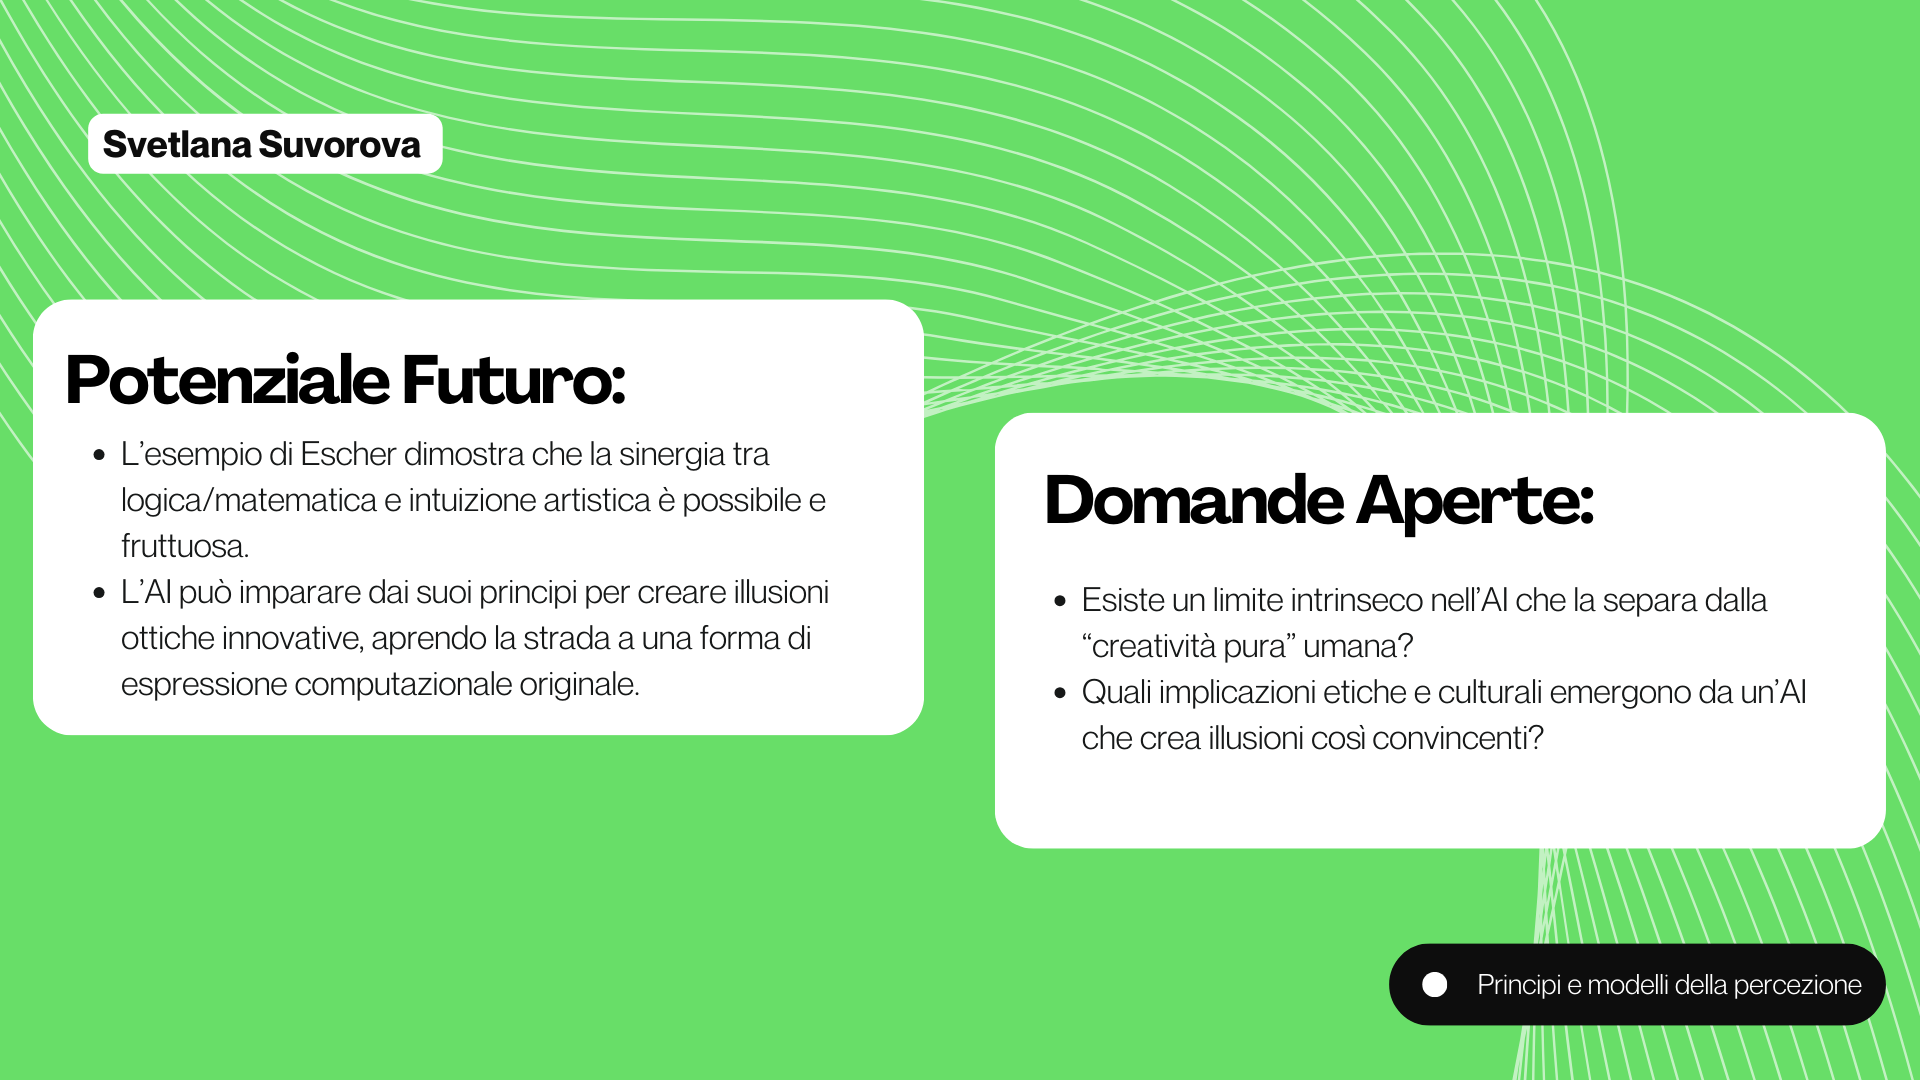 Svetlana Suvorova
Potenziale Futuro:
• L’esempio di Escher dimostra che la sinergia tra
logica/matematica e intuizione artistica è possibile e
fruttuosa.
• L’AI può imparare dai suoi principi per creare illusioni
ottiche innovative, aprendo la strada a una forma di
espressione computazionale originale.
Domande Aperte:
• Esiste un limite intrinseco nell’AI che la separa dalla
“creatività pura” umana?
• Quali implicazioni etiche e culturali emergono da un’AI
che crea illusioni così convincenti?
Principi e modelli della percezione